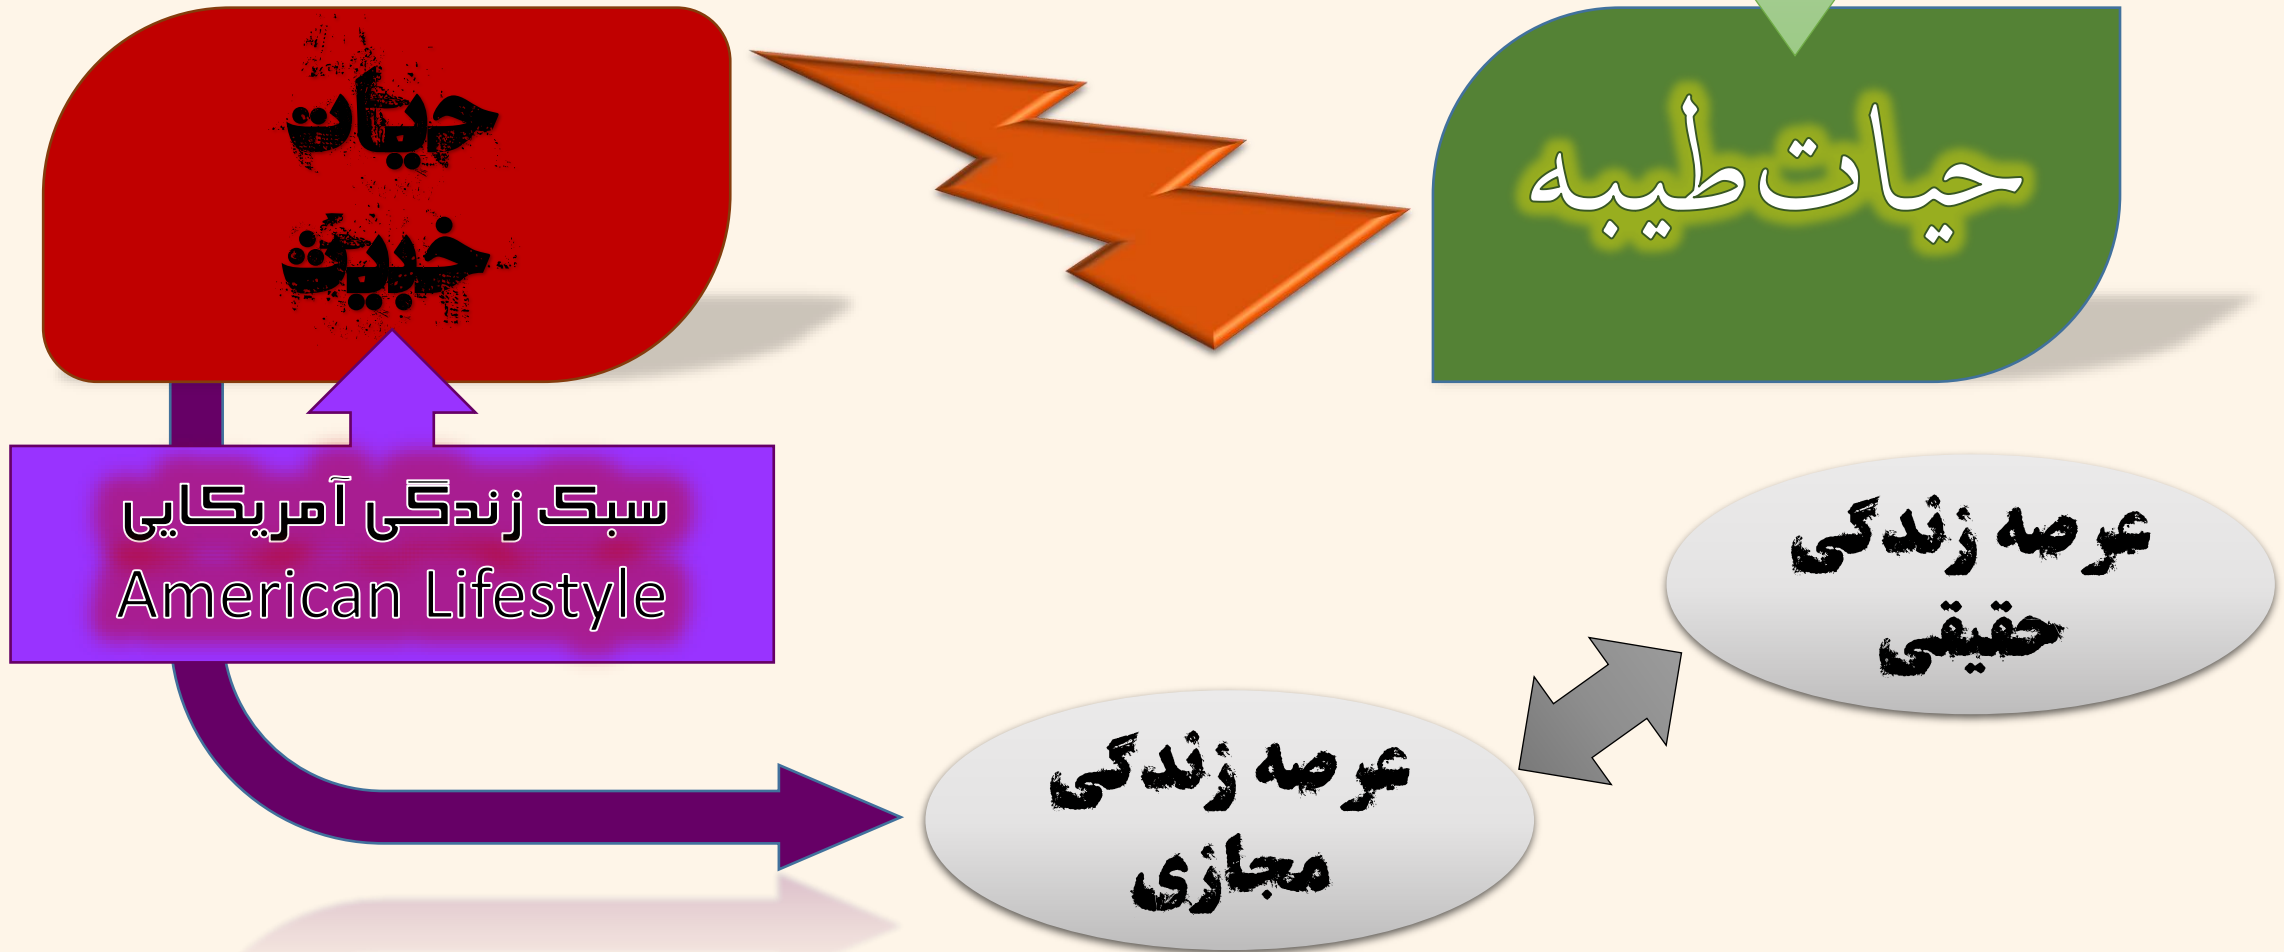 حیات طیبه
حیات
خبیث
سبک زندگی آمریکایی
American Lifestyle
عرصه زندگی
حقیقی
عرصه زندگی
مجازی